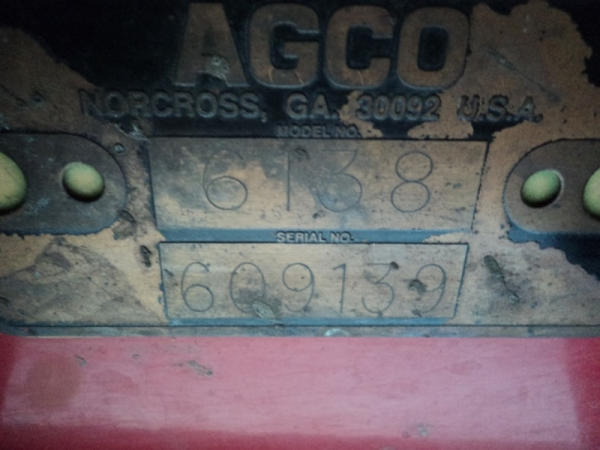 AGCO
NORCROSS, GA. 30092 U.S.A.
MODEL NO.
6138
SERIAL NO.
609139